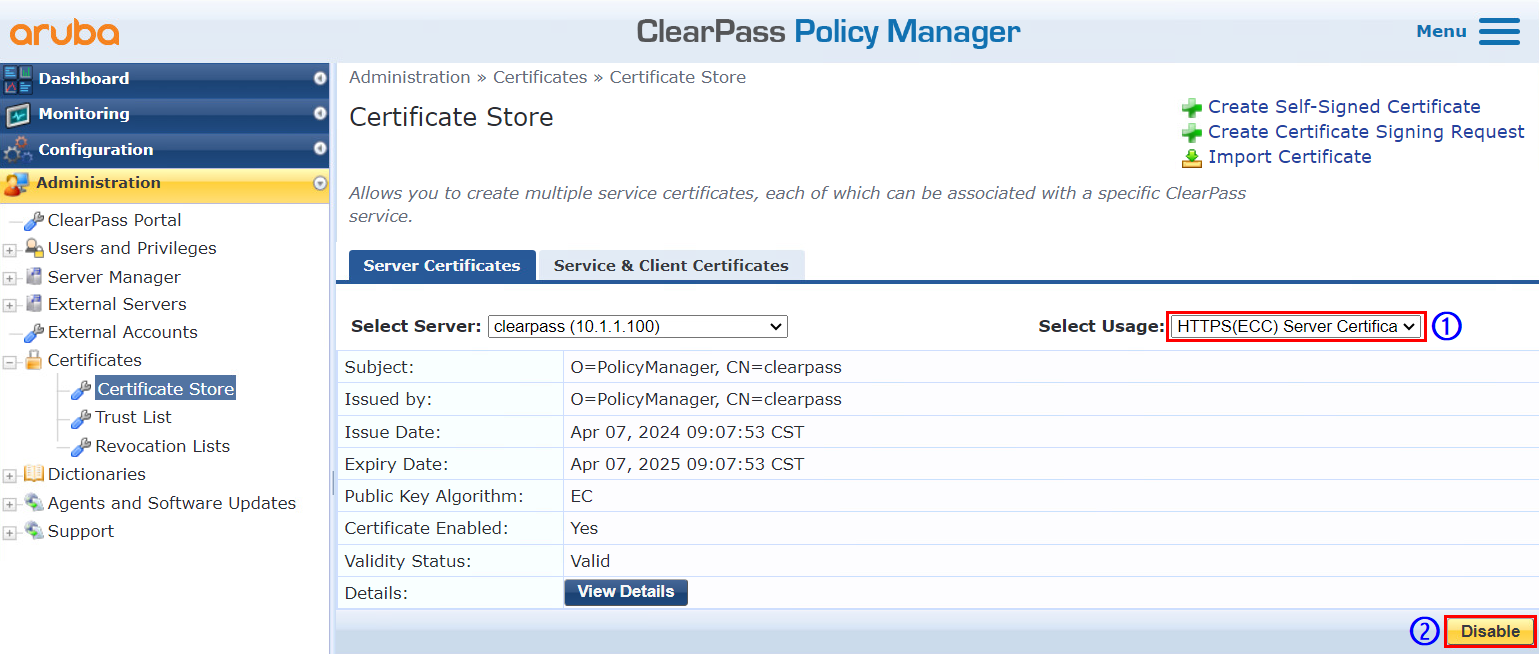 aruba
ClearPass Policy Manager
Menu
Dashboard
Monitoring
Configuration
Administration
ClearPass Portal
Users and Privileges
Server Manager
External Servers
External Accounts
Certificates
Certificate Store
Trust List
Revocation Lists
Dictionaries
Agents and Software Updates
Support
Administration » Certificates » Certificate Store
Certificate Store
Create Self-Signed Certificate
Create Certificate Signing Request
Import Certificate
Allows you to create multiple service certificates, each of which can be associated with a specific ClearPass
service.
Server Certificates Service & Client Certificates
Select Server: clearpass (10.1.1.100) Select Usage: HTTPS(ECC) Server Certifica ①
Subject: O=PolicyManager, CN=clearpass
Issued by: O=PolicyManager, CN=clearpass
Issue Date: Apr 07, 2024 09:07:53 CST
Expiry Date: Apr 07, 2025 09:07:53 CST
Public Key Algorithm: EC
Certificate Enabled: Yes
Validity Status: Valid
Details: View Details
② Disable